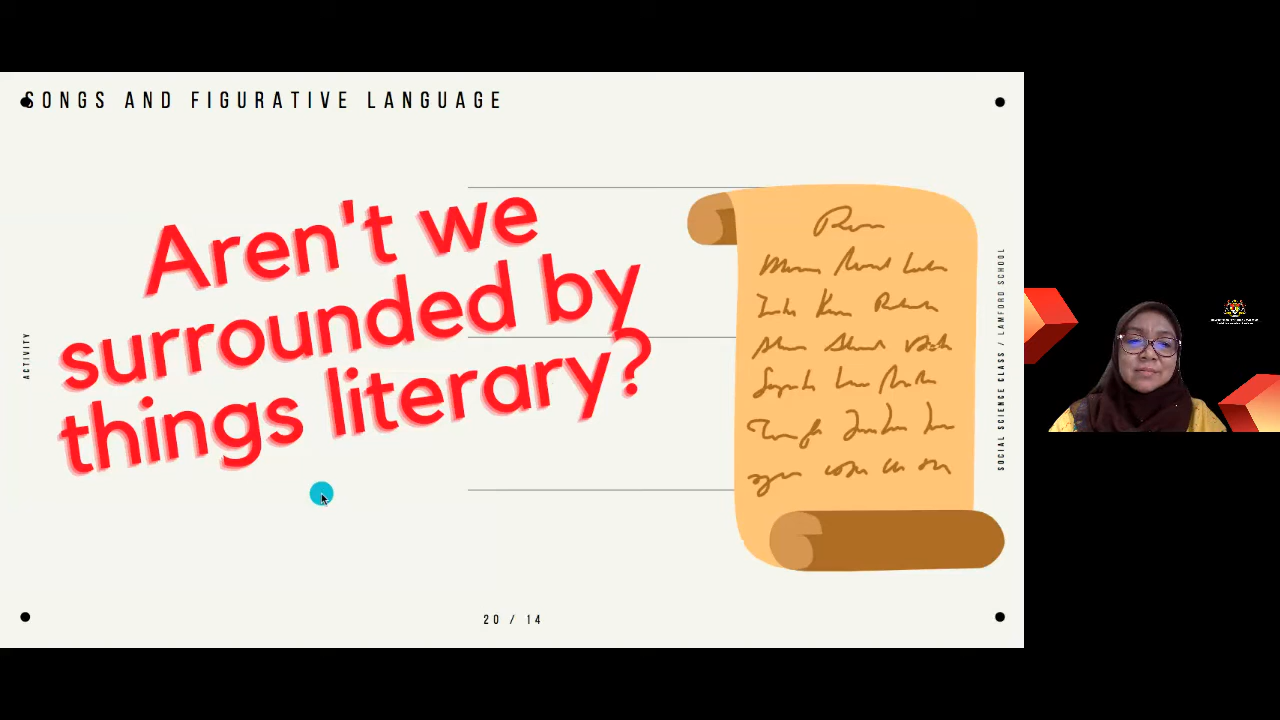 SONGS AND FIGURATIVE LANGUAGE
Aren't we
surrounded by
things literary?
ACTIVITY
SOCIAL SCIENCE CLASS / LAMFORD SCHOOL
20 / 14